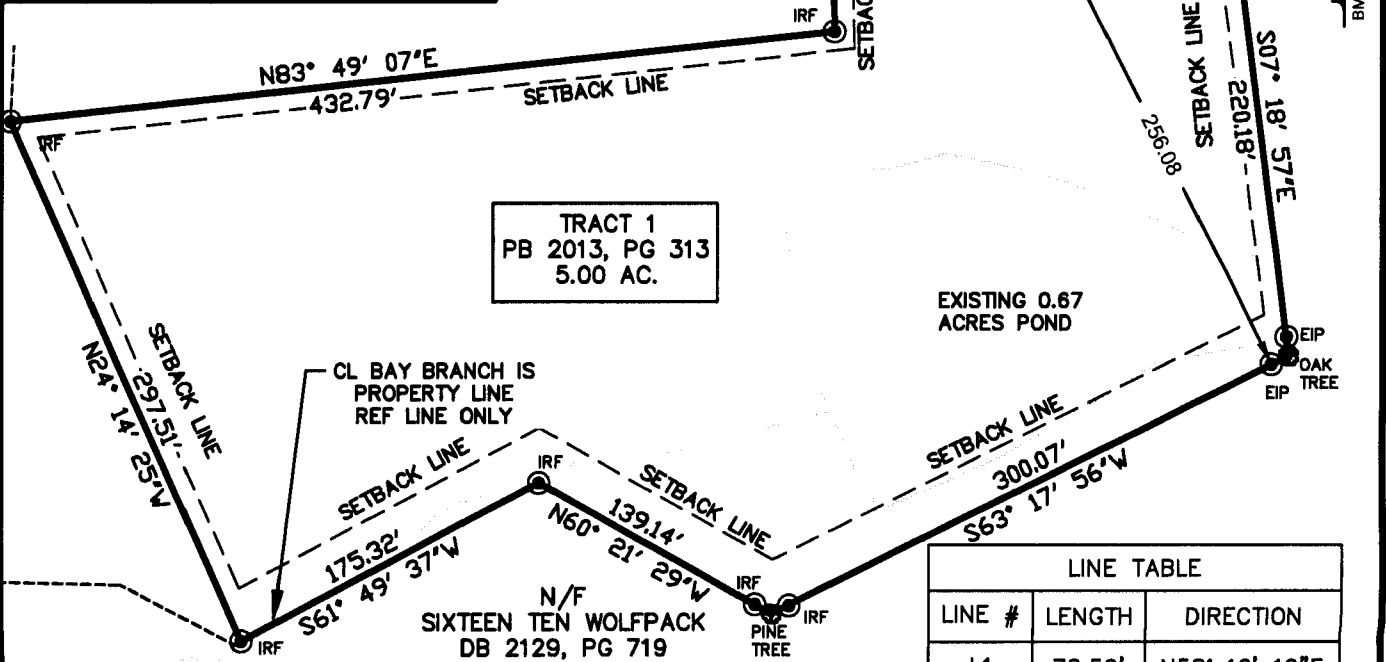 IRF
SETBAC
BM
N83° 49' 07"E
432.79'
SETBACK LINE
IRF
SETBACK LINE
220.18'
S07° 18' 57"E
256.08
TRACT 1
PB 2013, PG 313
5.00 AC.
EXISTING 0.67
ACRES POND
EIP
OAK
TREE
EIP
SETBACK LINE
297.51'
N24° 14' 25"W
CL BAY BRANCH IS
PROPERTY LINE
REF LINE ONLY
SETBACK LINE
175.32'
S61° 49' 37"W
IRF
IRF
SETBACK LINE
139.14'
N60° 21' 29"W
SETBACK LINE
300.07'
S63° 17' 56"W
IRF
IRF
PINE
TREE
N/F
SIXTEEN TEN WOLFPACK
DB 2129, PG 719
LINE TABLE
LINE # LENGTH DIRECTION